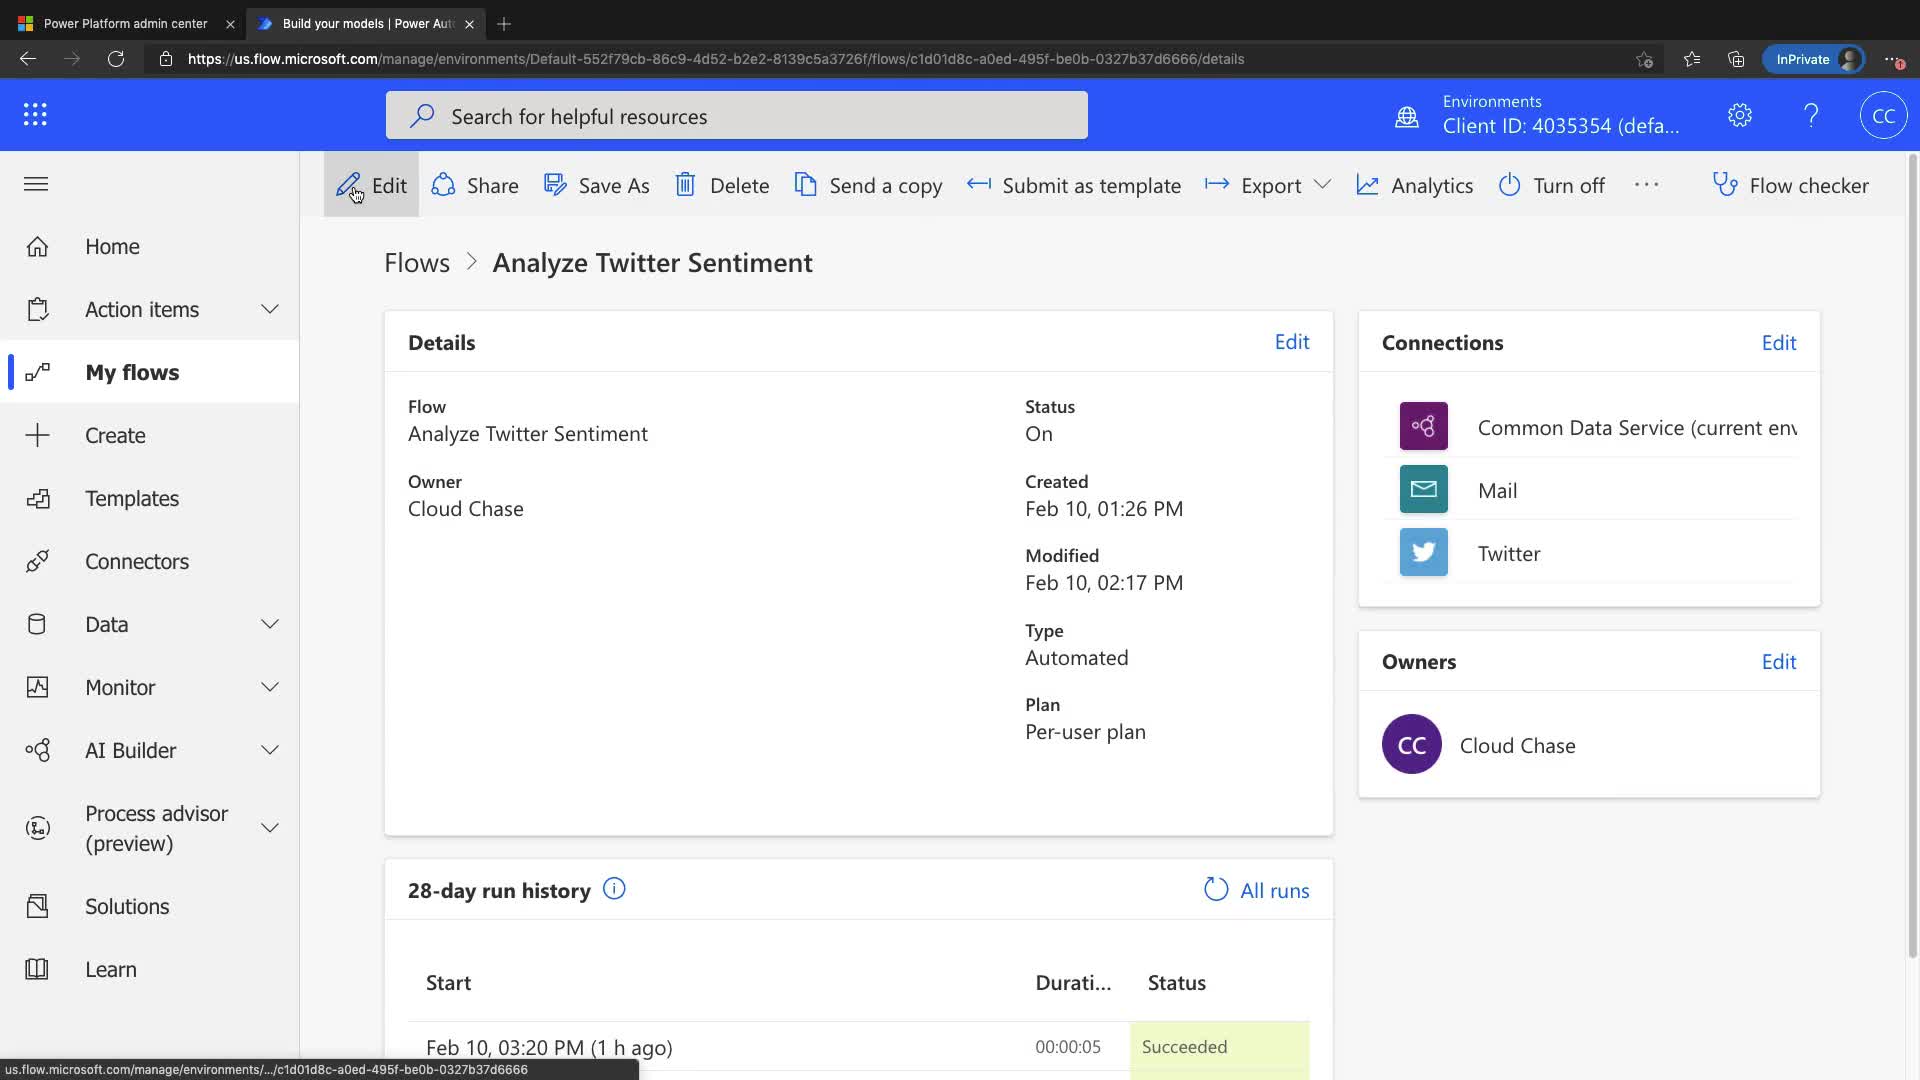 Power Platform admin center
Build your models | Power Aut
https://us.flow.microsoft.com/manage/environments/Default-552f79cb-86c9-4d52-b2e2-8139c5a3726f/flows/c1d01d8c-a0ed-495f-be0b-0327b37d6666/details
InPrivate
Search for helpful resources
Environments
Client ID: 4035354 (defa...
CC
Edit
Share
Save As
Delete
Send a copy
Submit as template
Export
Analytics
Turn off
Flow checker
Home
Action items
My flows
Create
Templates
Connectors
Data
Monitor
AI Builder
Process advisor
(preview)
Solutions
Learn
Flows > Analyze Twitter Sentiment
Details
Edit
Flow
Analyze Twitter Sentiment
Owner
Cloud Chase
Status
On
Created
Feb 10, 01:26 PM
Modified
Feb 10, 02:17 PM
Type
Automated
Plan
Per-user plan
Connections
Edit
Common Data Service (current env
Mail
Twitter
Owners
Edit
CC
Cloud Chase
28-day run history
All runs
Start
Durati...
Status
Feb 10, 03:20 PM (1 h ago)
00:00:05
Succeeded
us.flow.microsoft.com/manage/environments/.../c1d01d8c-a0ed-495f-be0b-0327b37d6666